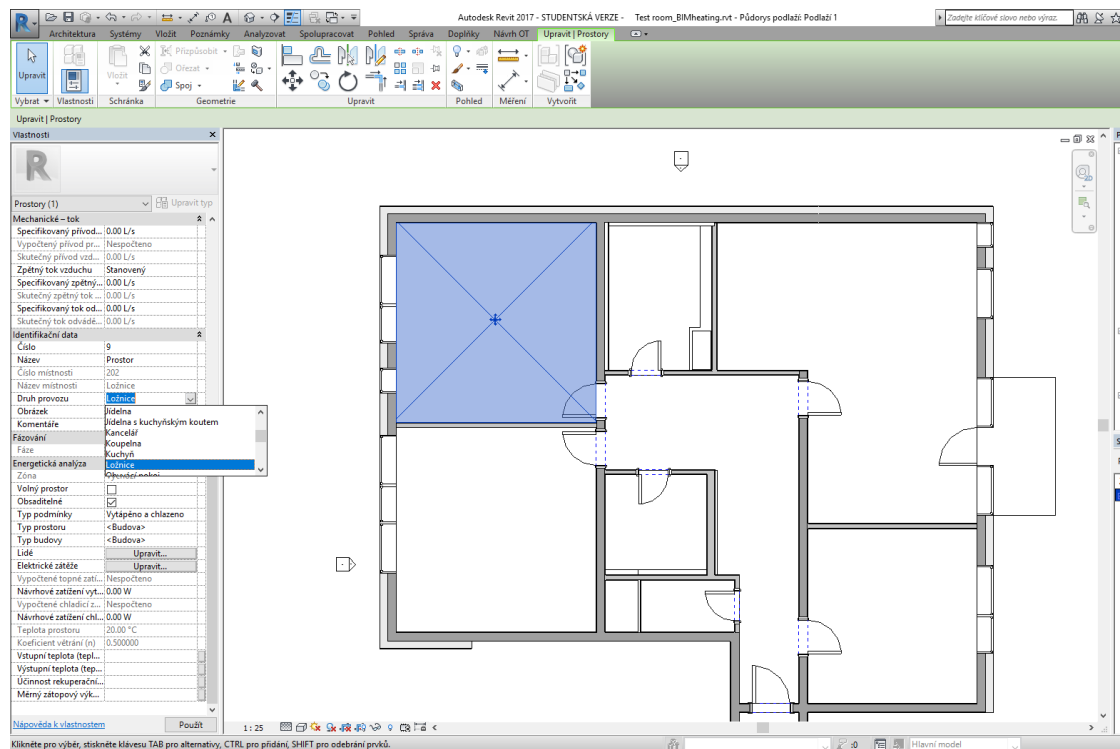 Autodesk Revit 2017 - STUDENTSKÁ VERZE - Test room_BIMheating.rvt - Půdorys podlaží: Podlaží 1
Zadejte klíčové slovo nebo výraz.
Architektura Systémy Vložit Poznámky Analyzovat Spolupracovat Pohled Správa Doplňky Návrh OT Upravit | Prostory
Upravit
Vložit
Přizpůsobit
Ořezat
Spoj
Vybrat Vlastnosti Schránka Geometrie Upravit Pohled Měření Vytvořit
Upravit | Prostory
Vlastnosti
R
Prostory (1) Upravit typ
Mechanické – tok
Specifikovaný přívod... 0.00 L/s
Vypočtený přívod pr... Nespočteno
Skutečný přívod vzd... 0.00 L/s
Zpětný tok vzduchu Stanovený
Specifikovaný zpětný... 0.00 L/s
Skutečný zpětný tok ... 0.00 L/s
Specifikovaný tok od... 0.00 L/s
Skutečný tok odvádě... 0.00 L/s
Identifikační data
Číslo 9
Název Prostor
Číslo místnosti 202
Název místnosti Ložnice
Druh provozu Ložnice
Obrázek
Komentáře
Jídelna
Jídelna s kuchyňským koutem
Kancelář
Koupelna
Kuchyň
Ložnice
Obývací pokoj
Fázování
Fáze
Energetická analýza
Zóna
Volný prostor
Obsaditelné
Typ podmínky Vytápěno a chlazeno
Typ prostoru <Budova>
Typ budovy <Budova>
Lidé Upravit...
Elektrické zátěže Upravit...
Vypočtené topné zatí... Nespočteno
Návrhové zatížení vyt... 0.00 W
Vypočtené chladicí z... Nespočteno
Návrhové zatížení chl... 0.00 W
Teplota prostoru 20.00 °C
Koeficient větrání (n) 0.500000
Vstupní teplota (tepl...
Výstupní teplota (tep...
Účinnost rekuperační...
Měrný zátopový výk...
Nápověda k vlastnostem Použít
1 : 25
Klikněte pro výběr, stiskněte klávesu TAB pro alternativy, CTRL pro přidání, SHIFT pro odebrání prvků.
:0 Hlavní model